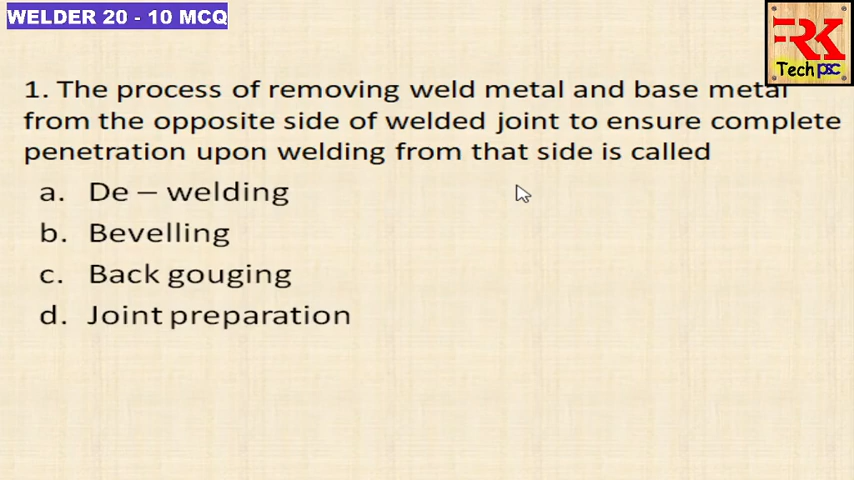 WELDER 20 - 10 MCQ
RK
Tech psc
1. The process of removing weld metal and base metal
from the opposite side of welded joint to ensure complete
penetration upon welding from that side is called
a. De – welding
b. Bevelling
c. Back gouging
d. Joint preparation